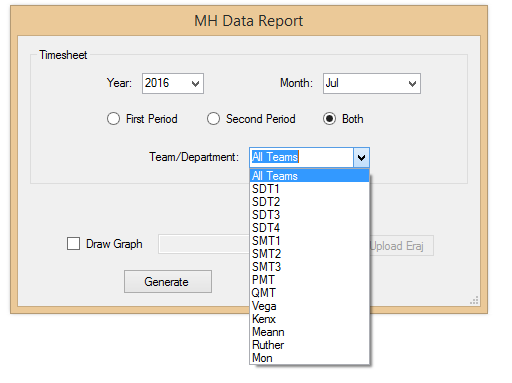 MH Data Report
Timesheet
Year: 2016 Month: Jul
First Period Second Period Both
Team/Department: All Teams
All Teams
SDT1
SDT2
SDT3
SDT4
SMT1
SMT2
SMT3
PMT
QMT
Vega
Kenx
Meann
Ruther
Mon
Draw Graph Upload Eraj
Generate